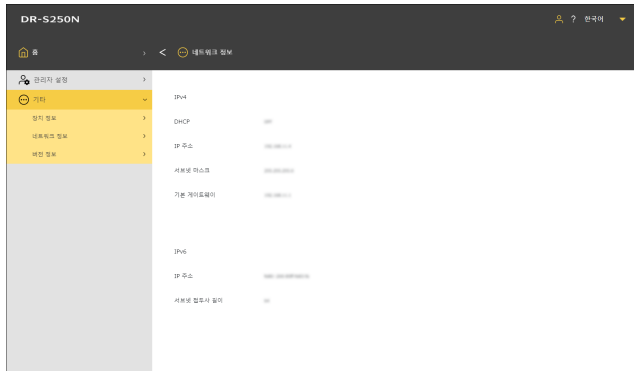 DR-S250N
? 한국어
홈
네트워크 정보
관리자 설정
기타
장치 정보
네트워크 정보
버전 정보
IPv4
DHCP
IP 주소
서브넷 마스크
기본 게이트웨이
IPv6
IP 주소
서브넷 접두사 길이